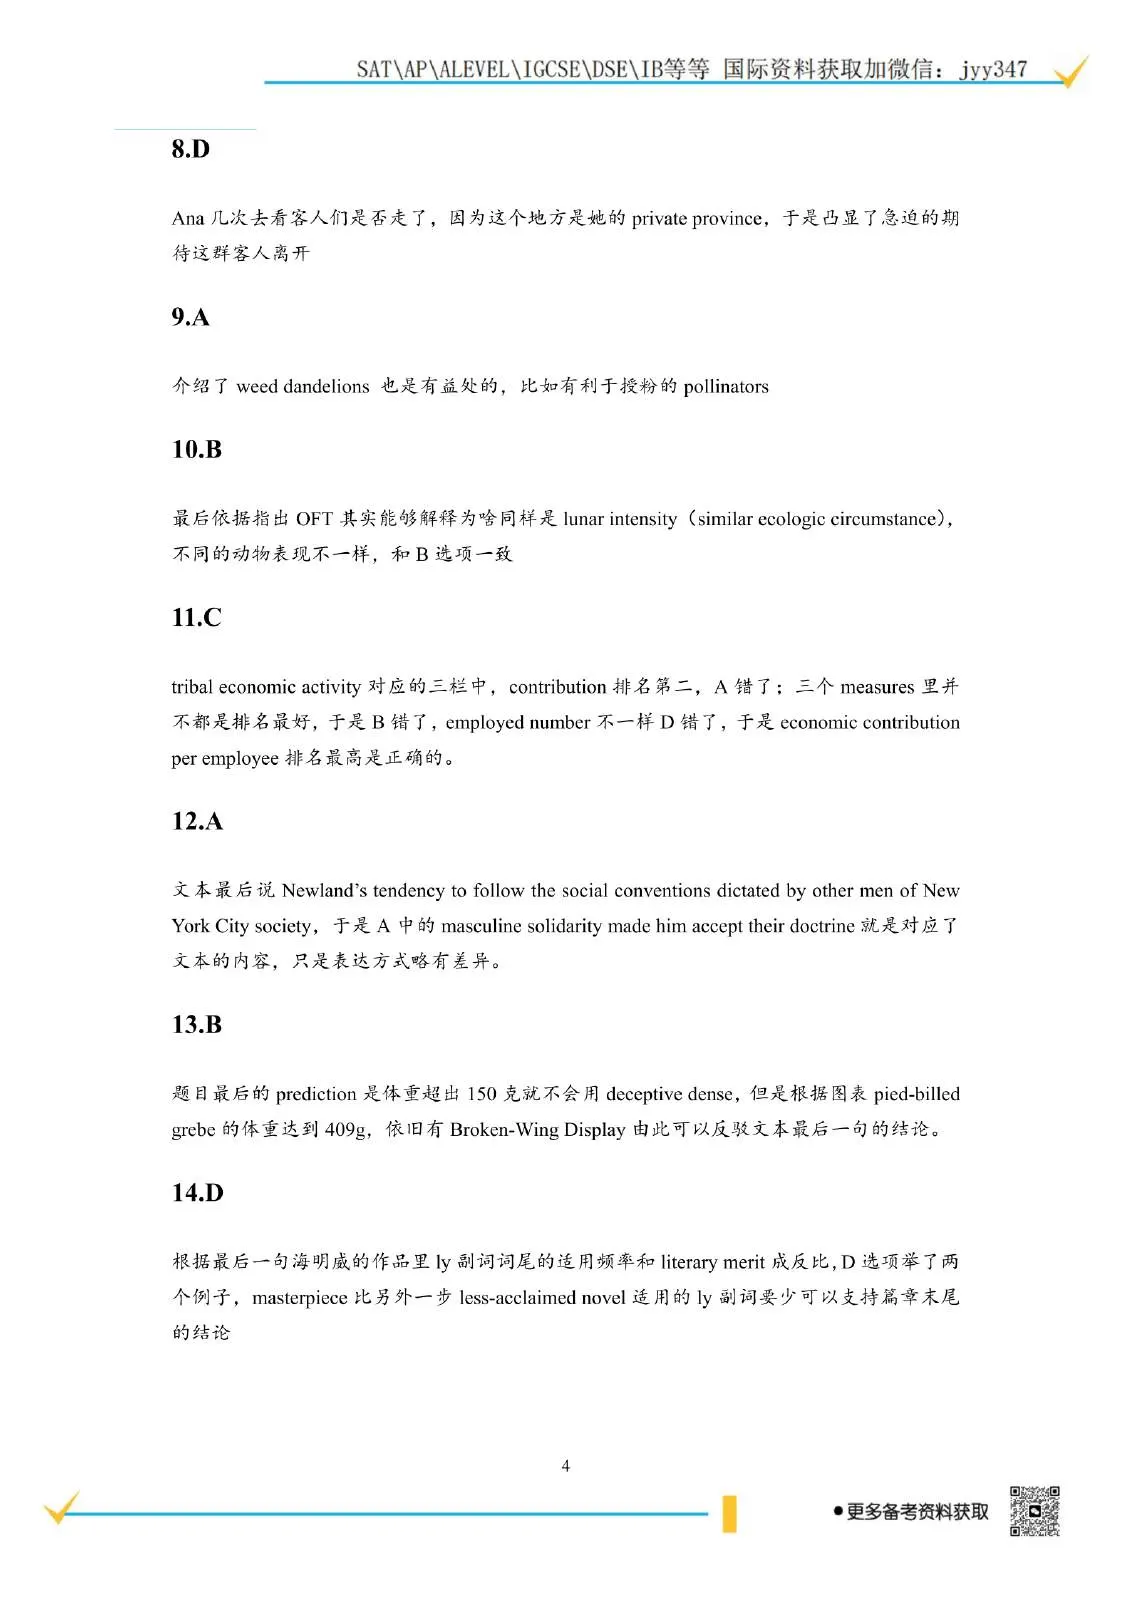 SAT\AP\ALEVEL\IGCSE\DSE\IB等等 国际资料获取加微信：jyy347
8.D
Ana 几次去看客人们是否走了，因为这个地方是她的 private province，于是凸显了急迫的期
待这群客人离开
9.A
介绍了 weed dandelions 也是有益处的，比如有利于授粉的 pollinators
10.B
最后依据指出 OFT 其实能够解释为啥同样是 lunar intensity（similar ecologic circumstance），
不同的动物表现不一样，和 B 选项一致
11.C
tribal economic activity 对应的三栏中，contribution 排名第二，A 错了；三个 measures 里并
不都是排名最好，于是 B 错了，employed number 不一样 D 错了，于是 economic contribution
per employee 排名最高是正确的。
12.A
文本最后说 Newland’s tendency to follow the social conventions dictated by other men of New
York City society，于是 A 中的 masculine solidarity made him accept their doctrine 就是对应了
文本的内容，只是表达方式略有差异。
13.B
题目最后的 prediction 是体重超出 150 克就不会用 deceptive dense，但是根据图表 pied-billed
grebe 的体重达到 409g，依旧有 Broken-Wing Display 由此可以反驳文本最后一句的结论。
14.D
根据最后一句海明威的作品里 ly 副词词尾的适用频率和 literary merit 成反比，D 选项举了两
个例子，masterpiece 比另外一步 less-acclaimed novel 适用的 ly 副词要少可以支持篇章末尾
的结论
4
●更多备考资料获取